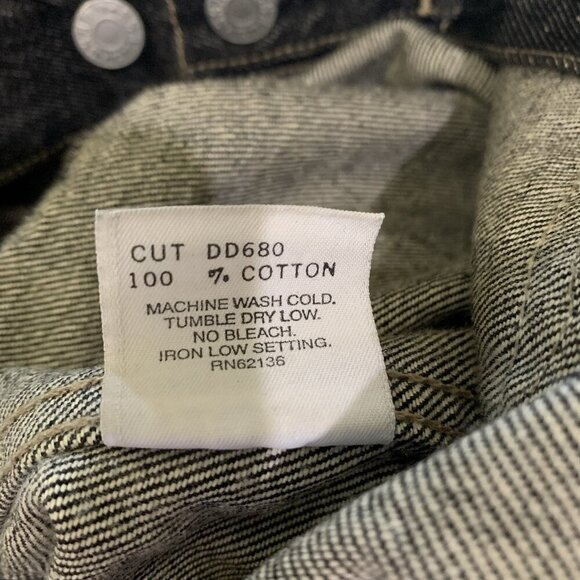 CUT DD680
100 % COTTON
MACHINE WASH COLD.
TUMBLE DRY LOW.
NO BLEACH.
IRON LOW SETTING.
RN62136